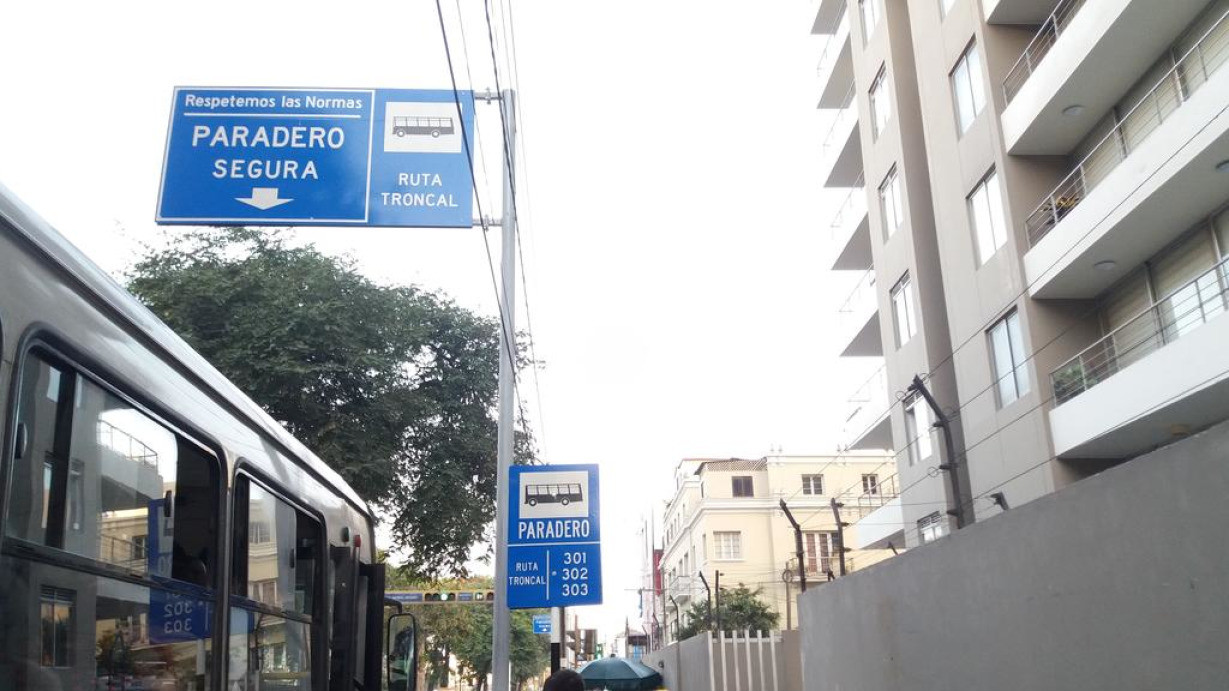 Respetemos las Normas
PARADERO
SEGURA
RUTA
TRONCAL
PARADERO
RUTA
TRONCAL
301
302
303